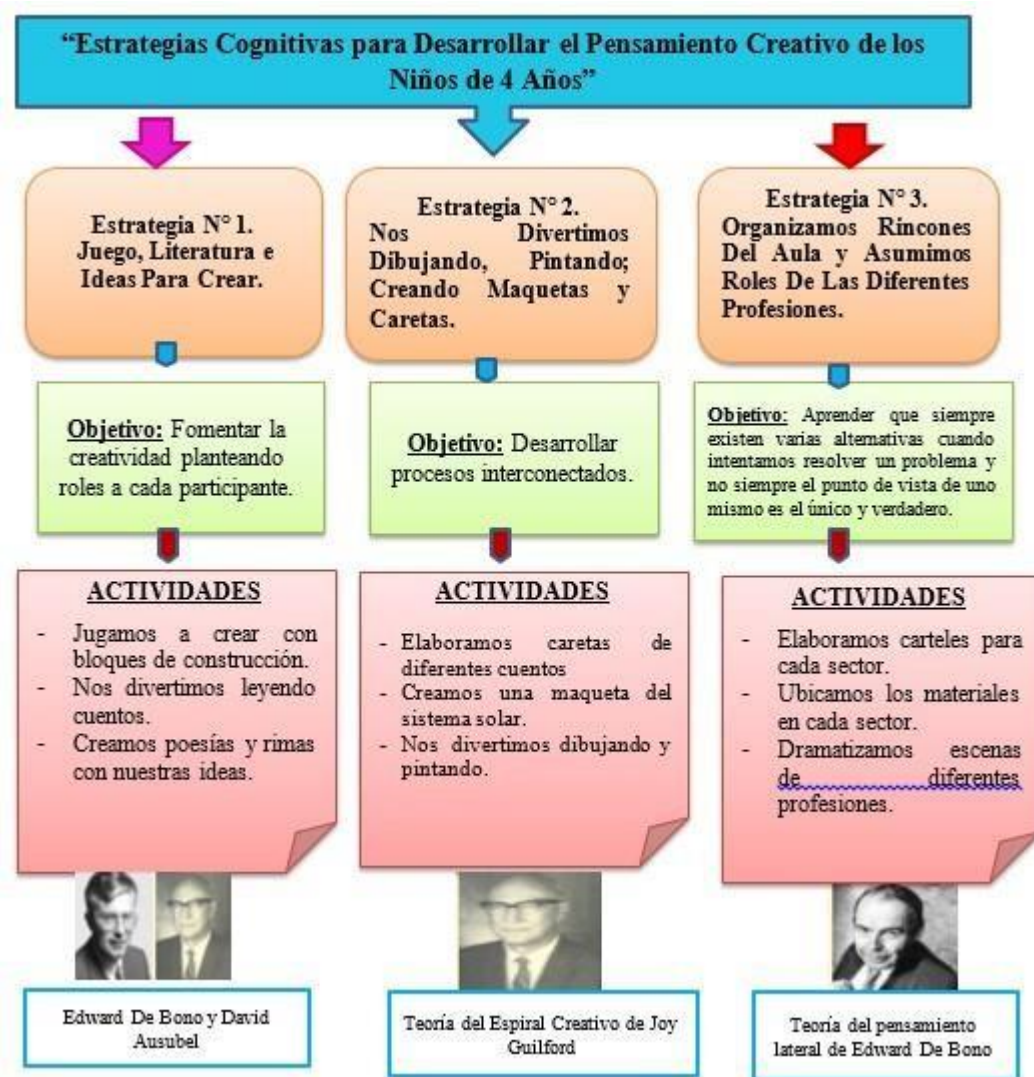 “Estrategias Cognitivas para Desarrollar el Pensamiento Creativo de los
Niños de 4 Años”
Estrategia N° 1.
Juego, Literatura e
Ideas Para Crear.
Objetivo: Fomentar la
creatividad planteando
roles a cada participante.
ACTIVIDADES
- Jugamos a crear con
bloques de construcción.
- Nos divertimos leyendo
cuentos.
- Creamos poesías y rimas
con nuestras ideas.
Edward De Bono y David
Ausubel
Estrategia N° 2.
Nos Divertimos
Dibujando, Pintando;
Creando Maquetas y
Caretas.
Objetivo: Desarrollar
procesos interconectados.
ACTIVIDADES
- Elaboramos caretas de
diferentes cuentos
- Creamos una maqueta del
sistema solar.
- Nos divertimos dibujando y
pintando.
Teoría del Espiral Creativo de Joy
Guilford
Estrategia N° 3.
Organizamos Rincones
Del Aula y Asumimos
Roles De Las Diferentes
Profesiones.
Objetivo: Aprender que siempre
existen varias alternativas cuando
intentamos resolver un problema y
no siempre el punto de vista de uno
mismo es el único y verdadero.
ACTIVIDADES
- Elaboramos carteles para
cada sector.
- Ubicamos los materiales
en cada sector.
- Dramatizamos escenas
de diferentes
profesiones.
Teoría del pensamiento
lateral de Edward De Bono